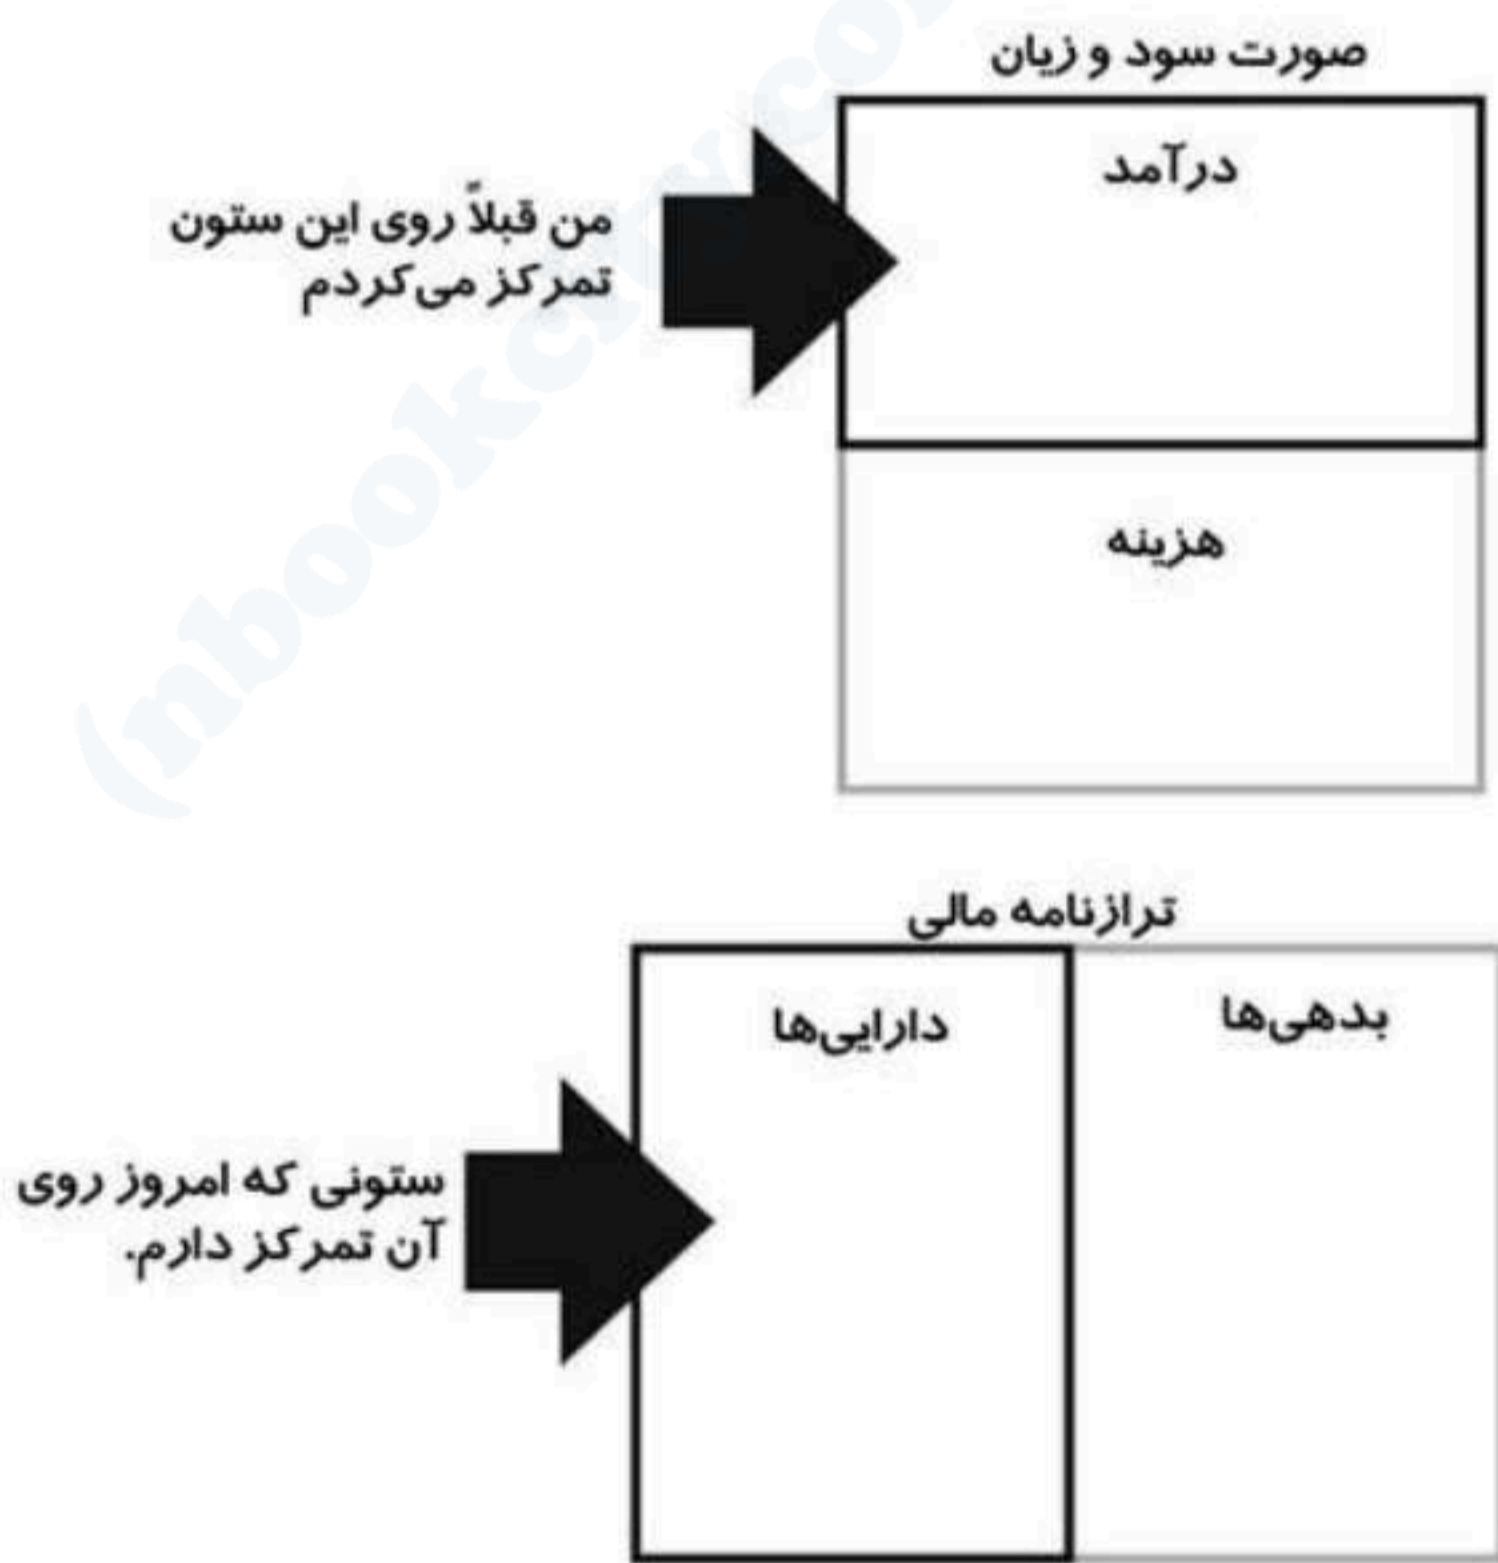 صورت سود و زیان
درآمد
من قبلاً روی این ستون
تمرکز می‌کردم
هزینه
ترازنامه مالی
دارایی‌ها
بدهی‌ها
ستونی که امروز روی
آن تمرکز دارم.